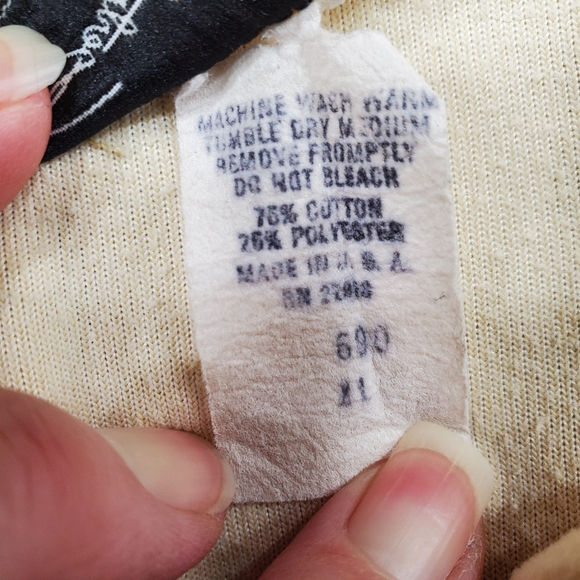 MACHINE WASH WARM
TUMBLE DRY MEDIUM
REMOVE PROMPTLY
DO NOT BLEACH
75% COTTON
25% POLYESTER
MADE IN U.S.A.
RN
690
XL